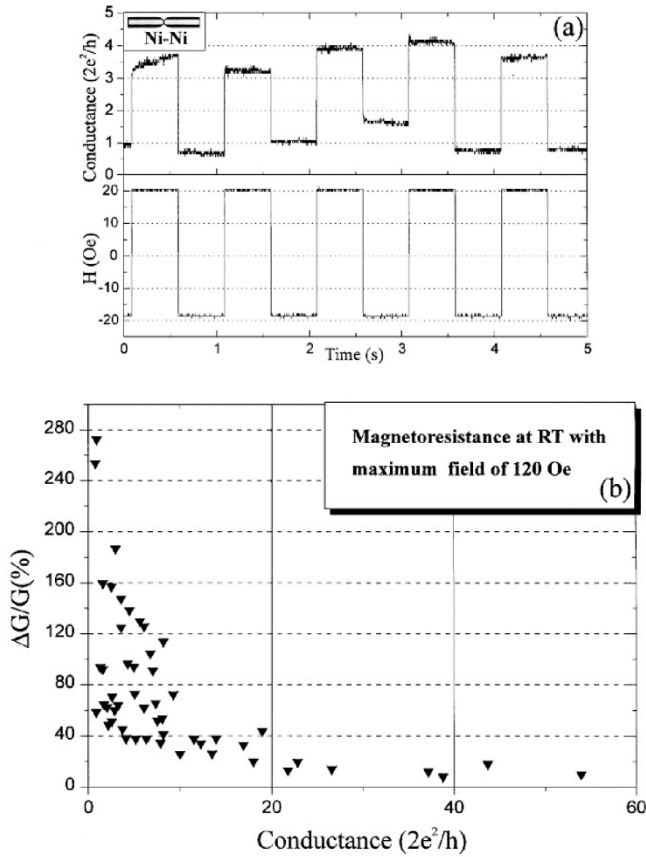 Ni-Ni
(a)
Conductance (2e²/h)
5
4
3
2
1
0
H (Oe)
20
10
0
-10
-20
0 1 2 3 4 5
Time (s)
Magnetoresistance at RT with
maximum field of 120 Oe
(b)
ΔG/G(%)
280
240
200
160
120
80
40
0
0 20 40 60
Conductance (2e²/h)